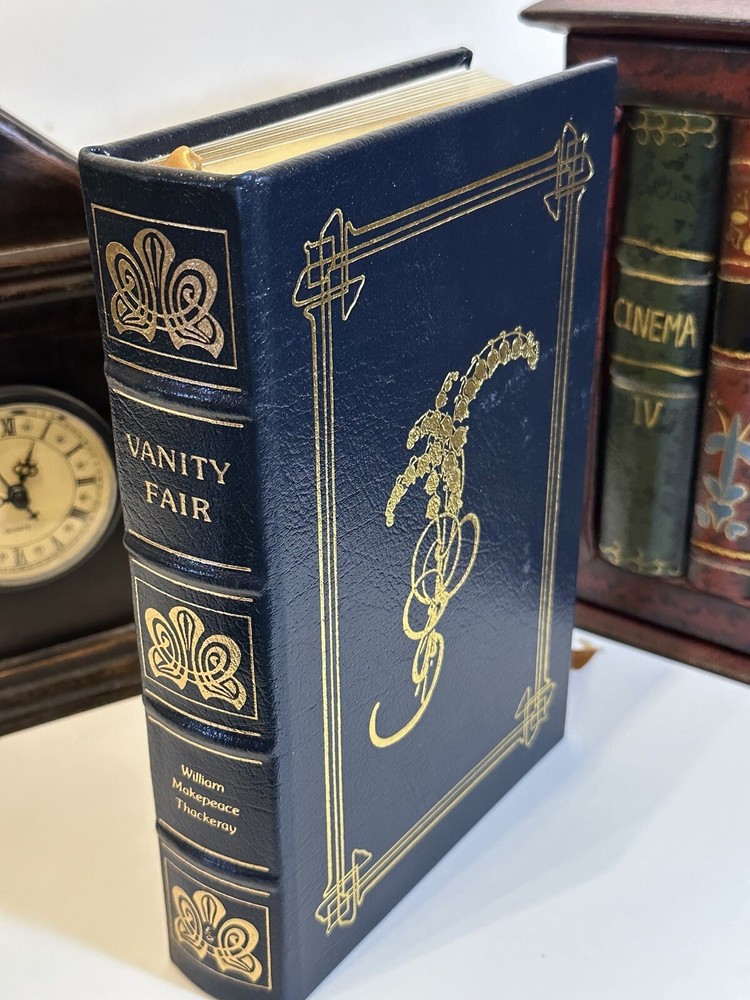 VANITY
FAIR
William
Makepeace
Thackeray
CINEMA
IV